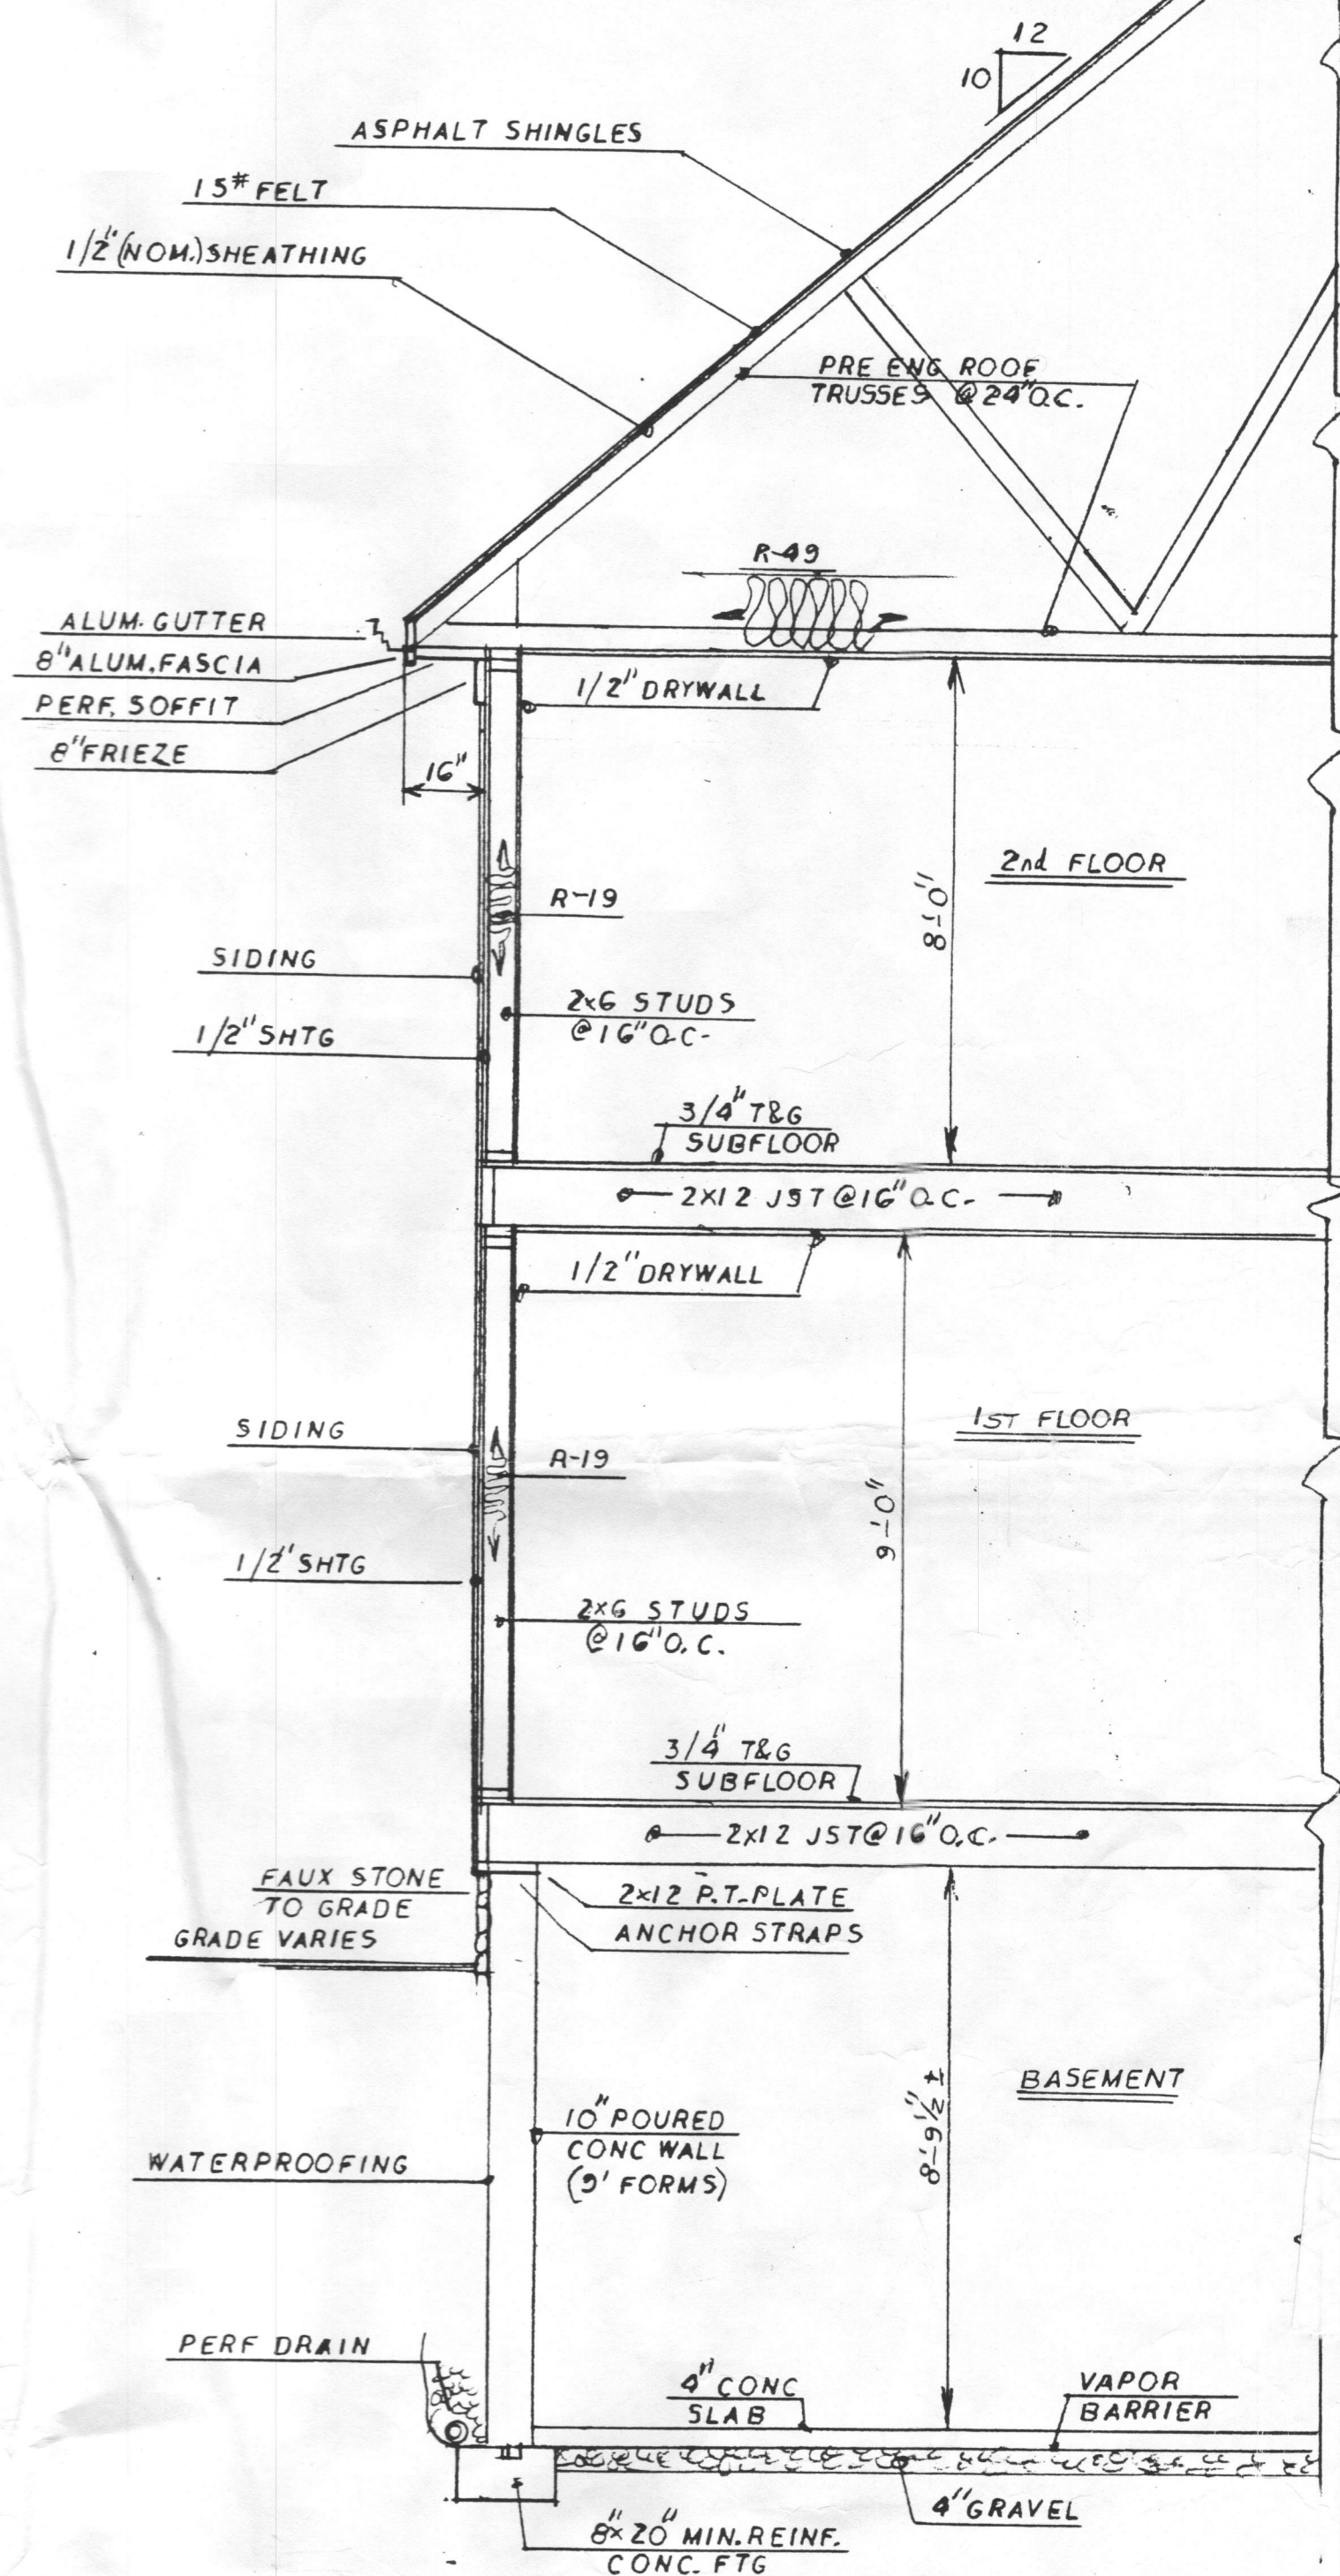 12
10
ASPHALT SHINGLES
15# FELT
1/2"(NOM.)SHEATHING
PRE ENG ROOF
TRUSSES @24"O.C.
R-49
ALUM. GUTTER
8"ALUM.FASCIA
PERF. SOFFIT
8"FRIEZE
1/2" DRYWALL
16"
2nd FLOOR
8'-0"
R-19
SIDING
2x6 STUDS
@16"O.C.
1/2" SHTG
3/4" T&G
SUBFLOOR
2x12 JST @16" O.C.
1/2" DRYWALL
1ST FLOOR
SIDING
R-19
9'-0"
1/2" SHTG
2x6 STUDS
@16"O.C.
3/4" T&G
SUBFLOOR
2x12 JST@16"O.C.
FAUX STONE
TO GRADE
GRADE VARIES
2x12 P.T.PLATE
ANCHOR STRAPS
BASEMENT
8'-9 1/2" ±
10" POURED
CONC WALL
(9' FORMS)
WATERPROOFING
PERF DRAIN
4" CONC
SLAB
VAPOR
BARRIER
4" GRAVEL
8"x20" MIN.REINF.
CONC. FTG